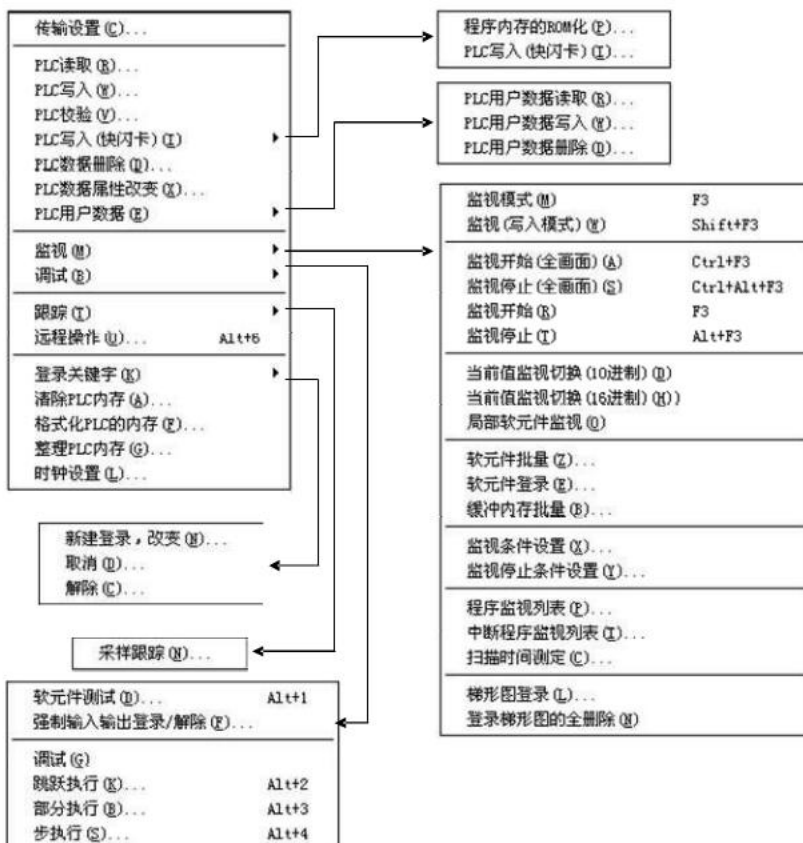 传输设置(C)...
PLC读取(R)...
PLC写入(W)...
PLC校验(V)...
PLC写入(快闪卡)(I)
PLC数据删除(D)...
PLC数据属性改变(X)...
PLC用户数据(E)
监视(M)
调试(B)
跟踪(T)
远程操作(U)... Alt+6
登录关键字(K)
清除PLC内存(A)...
格式化PLC的内存(F)...
整理PLC内存(G)...
时钟设置(L)...
新建登录，改变(N)...
取消(D)...
解除(C)...
采样跟踪(N)...
软元件测试(D)... Alt+1
强制输入输出登录/解除(F)...
调试(G)
跳跃执行(K)... Alt+2
部分执行(B)... Alt+3
步执行(S)... Alt+4
程序内存的ROM化(P)...
PLC写入(快闪卡)(I)...
PLC用户数据读取(R)...
PLC用户数据写入(W)...
PLC用户数据删除(D)...
监视模式(M) F3
监视(写入模式)(W) Shift+F3
监视开始(全画面)(A) Ctrl+F3
监视停止(全画面)(S) Ctrl+Alt+F3
监视开始(R) F3
监视停止(T) Alt+F3
当前值监视切换(10进制)(D)
当前值监视切换(16进制)(H))
局部软元件监视(O)
软元件批量(Z)...
软元件登录(E)...
缓冲内存批量(B)...
监视条件设置(X)...
监视停止条件设置(Y)...
程序监视列表(P)...
中断程序监视列表(I)...
扫描时间测定(C)...
梯形图登录(L)...
登录梯形图的全删除(N)